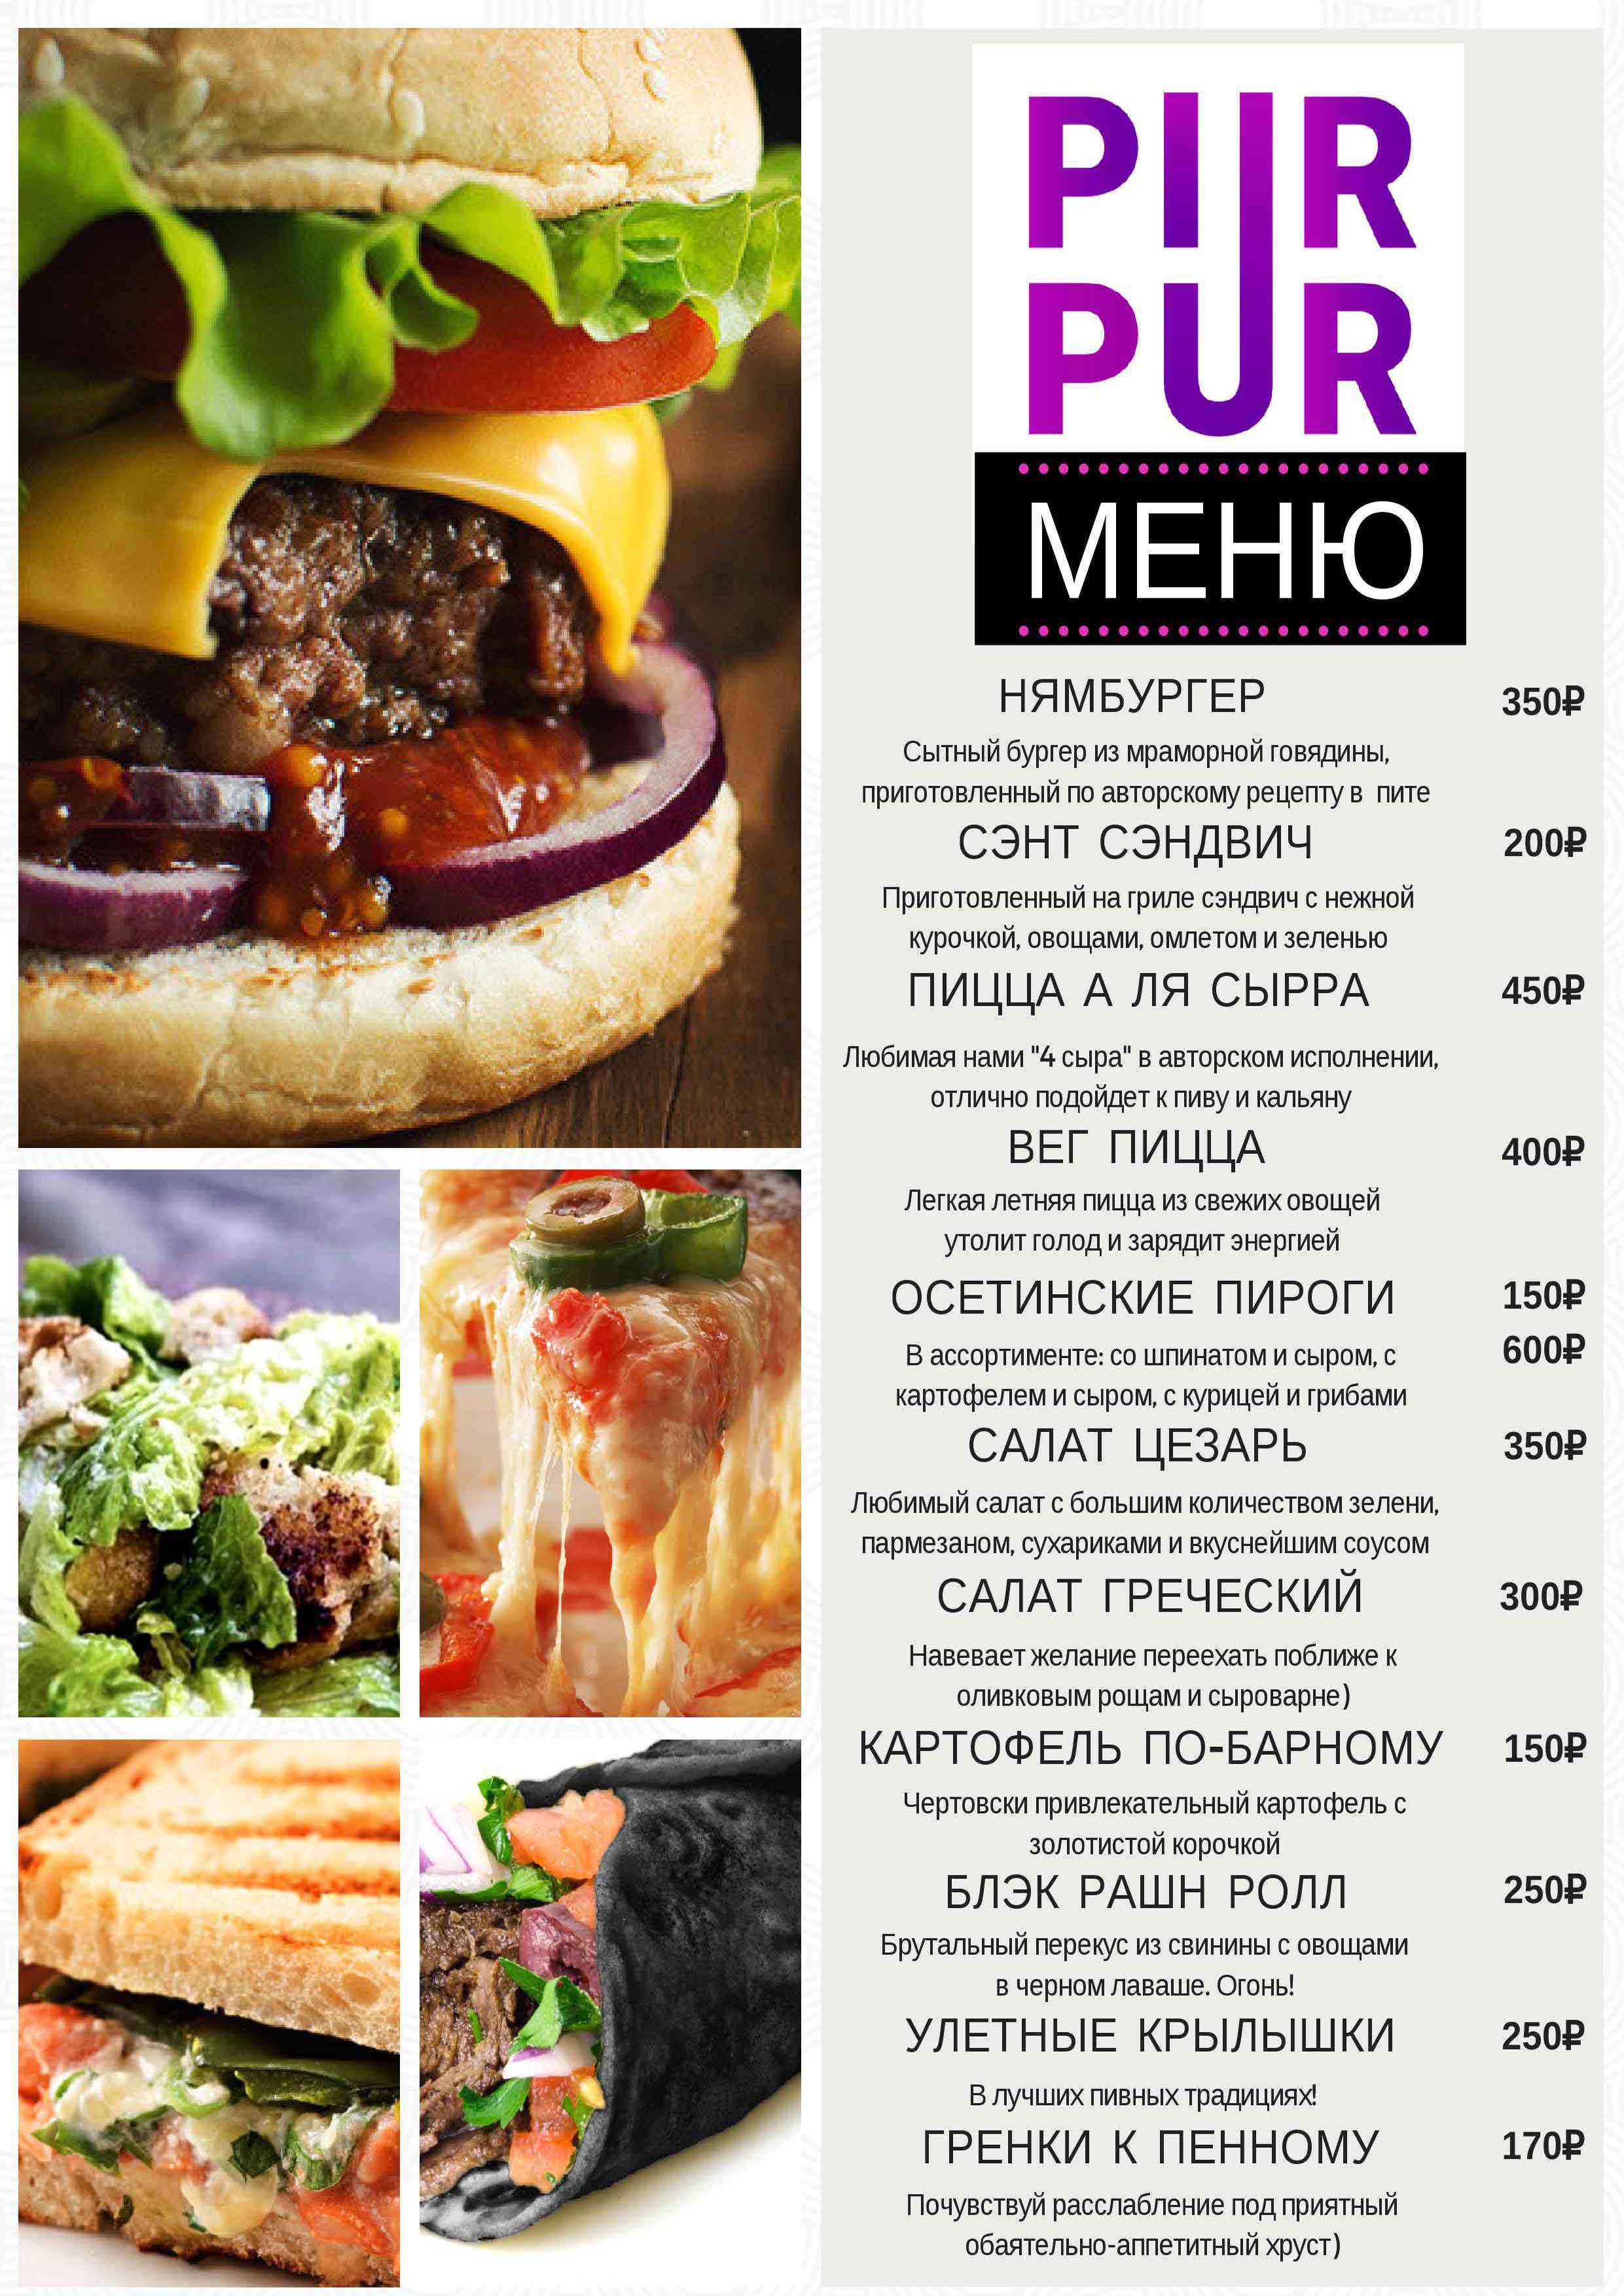 PUR
PUR
МЕНЮ
НЯМБУРГЕР 350₽
Сытный бургер из мраморной говядины,
приготовленный по авторскому рецепту в пите
СЭНТ СЭНДВИЧ 200₽
Приготовленный на гриле сэндвич с нежной
курочкой, овощами, омлетом и зеленью
ПИЦЦА А ЛЯ СЫРРА 450₽
Любимая нами "4 сыра" в авторском исполнении,
отлично подойдет к пиву и кальяну
ВЕГ ПИЦЦА 400₽
Легкая летняя пицца из свежих овощей
утолит голод и зарядит энергией
ОСЕТИНСКИЕ ПИРОГИ 150₽
600₽
В ассортименте: со шпинатом и сыром, с
картофелем и сыром, с курицей и грибами
САЛАТ ЦЕЗАРЬ 350₽
Любимый салат с большим количеством зелени,
пармезаном, сухариками и вкуснейшим соусом
САЛАТ ГРЕЧЕСКИЙ 300₽
Навевает желание переехать поближе к
оливковым рощам и сыроварне)
КАРТОФЕЛЬ ПО-БАРНОМУ 150₽
Чертовски привлекательный картофель с
золотистой корочкой
БЛЭК РАШН РОЛЛ 250₽
Брутальный перекус из свинины с овощами
в черном лаваше. Огонь!
УЛЕТНЫЕ КРЫЛЫШКИ 250₽
В лучших пивных традициях!
ГРЕНКИ К ПЕННОМУ 170₽
Почувствуй расслабление под приятный
обаятельно-аппетитный хруст)